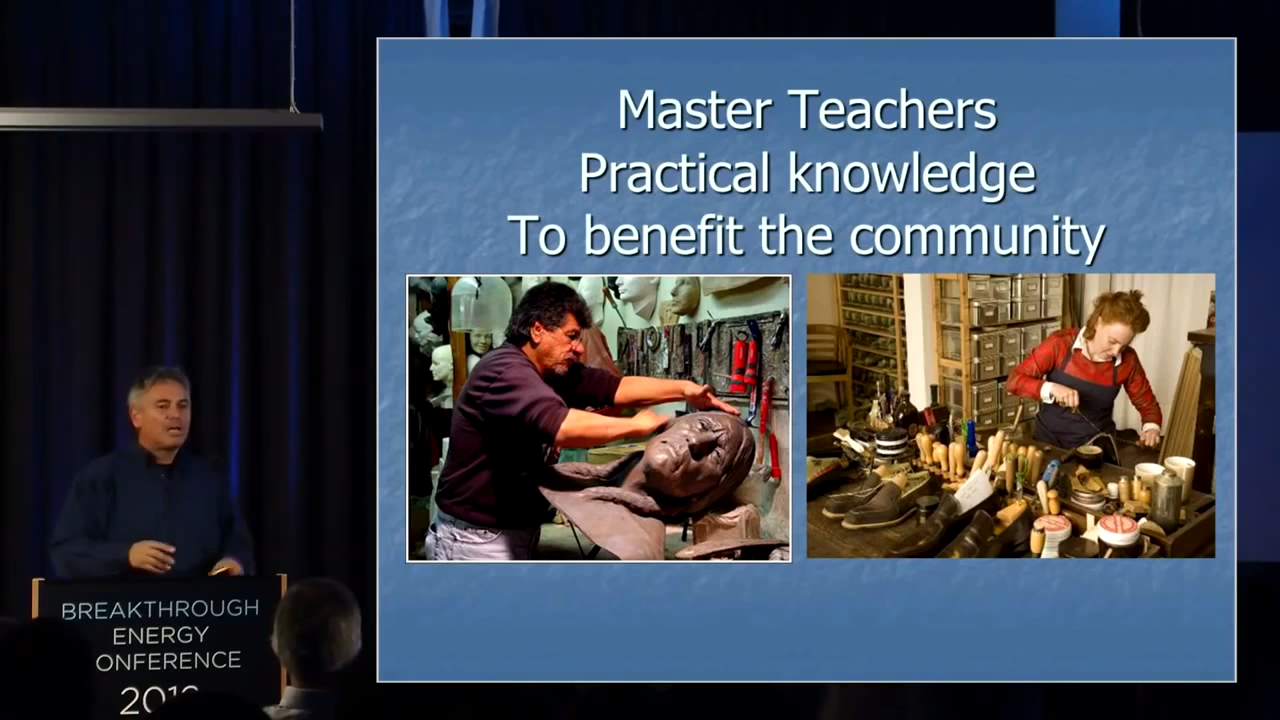 Master Teachers
Practical knowledge
To benefit the community
BREAKTHROUGH
ENERGY
ONFERENCE